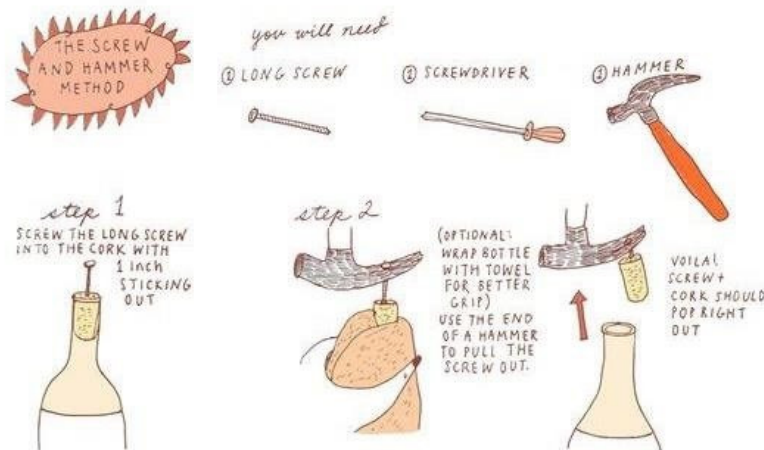 THE SCREW
AND HAMMER
METHOD
you will need
① LONG SCREW
① SCREWDRIVER
① HAMMER
step 1
SCREW THE LONG SCREW
INTO THE CORK WITH
1 inch
STICKING
OUT
step 2
(OPTIONAL:
WRAP BOTTLE
WITH TOWEL
FOR BETTER
GRIP)
USE THE END
OF A HAMMER
TO PULL THE
SCREW OUT.
VOILA!
SCREW +
CORK SHOULD
POP RIGHT
OUT